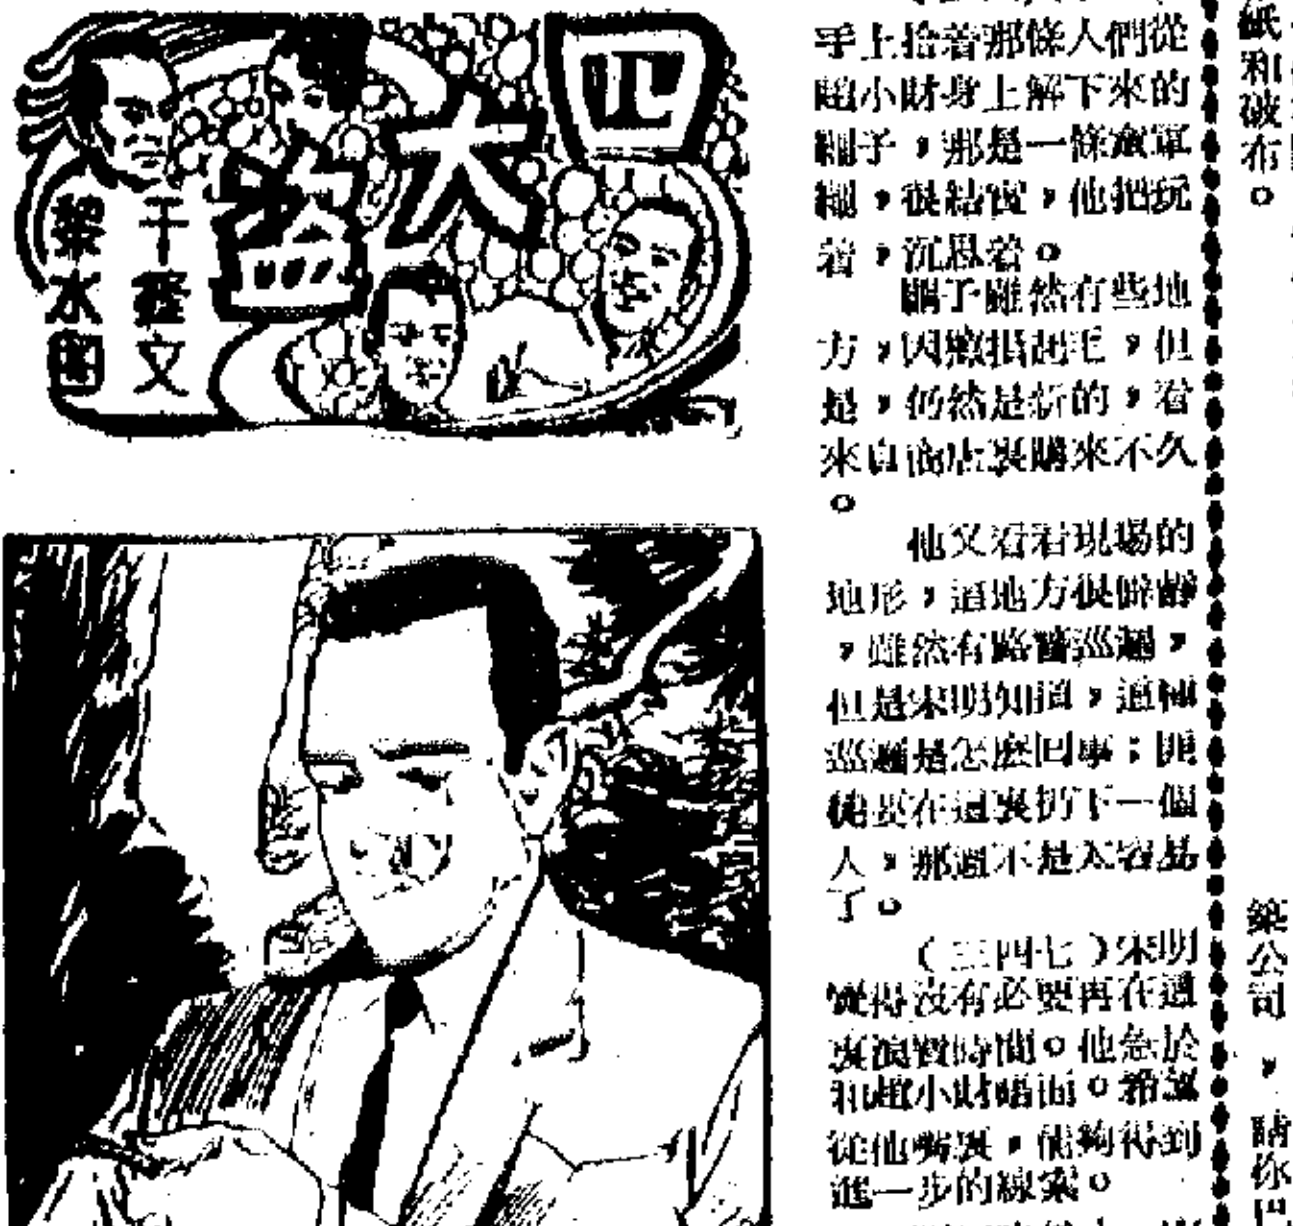 四大盜
于睦文
黎水圖
手上拾着那條人們從
趙小財身上解下來的
繩子，那是一條童軍
繩，很結實，他把玩
着，沉思着。
繩子雖然有些地
方，因擦損起毛，但
是，仍然是新的，看
來自商店裏購來不久
。
他又看看現場的
地形，這地方很僻靜
，雖然有路警巡邏，
但是宋明知道，這種
巡邏是怎麼回事；匪
徒要在這裏扔下一個
人，那還不是太容易
了。
（三四七）宋明
覺得沒有必要再在這
裏浪費時間。他急於
和趙小財晤面。希望
從他嘴裏，能夠得到
進一步的線索。
紙和破布。
築公司，請你